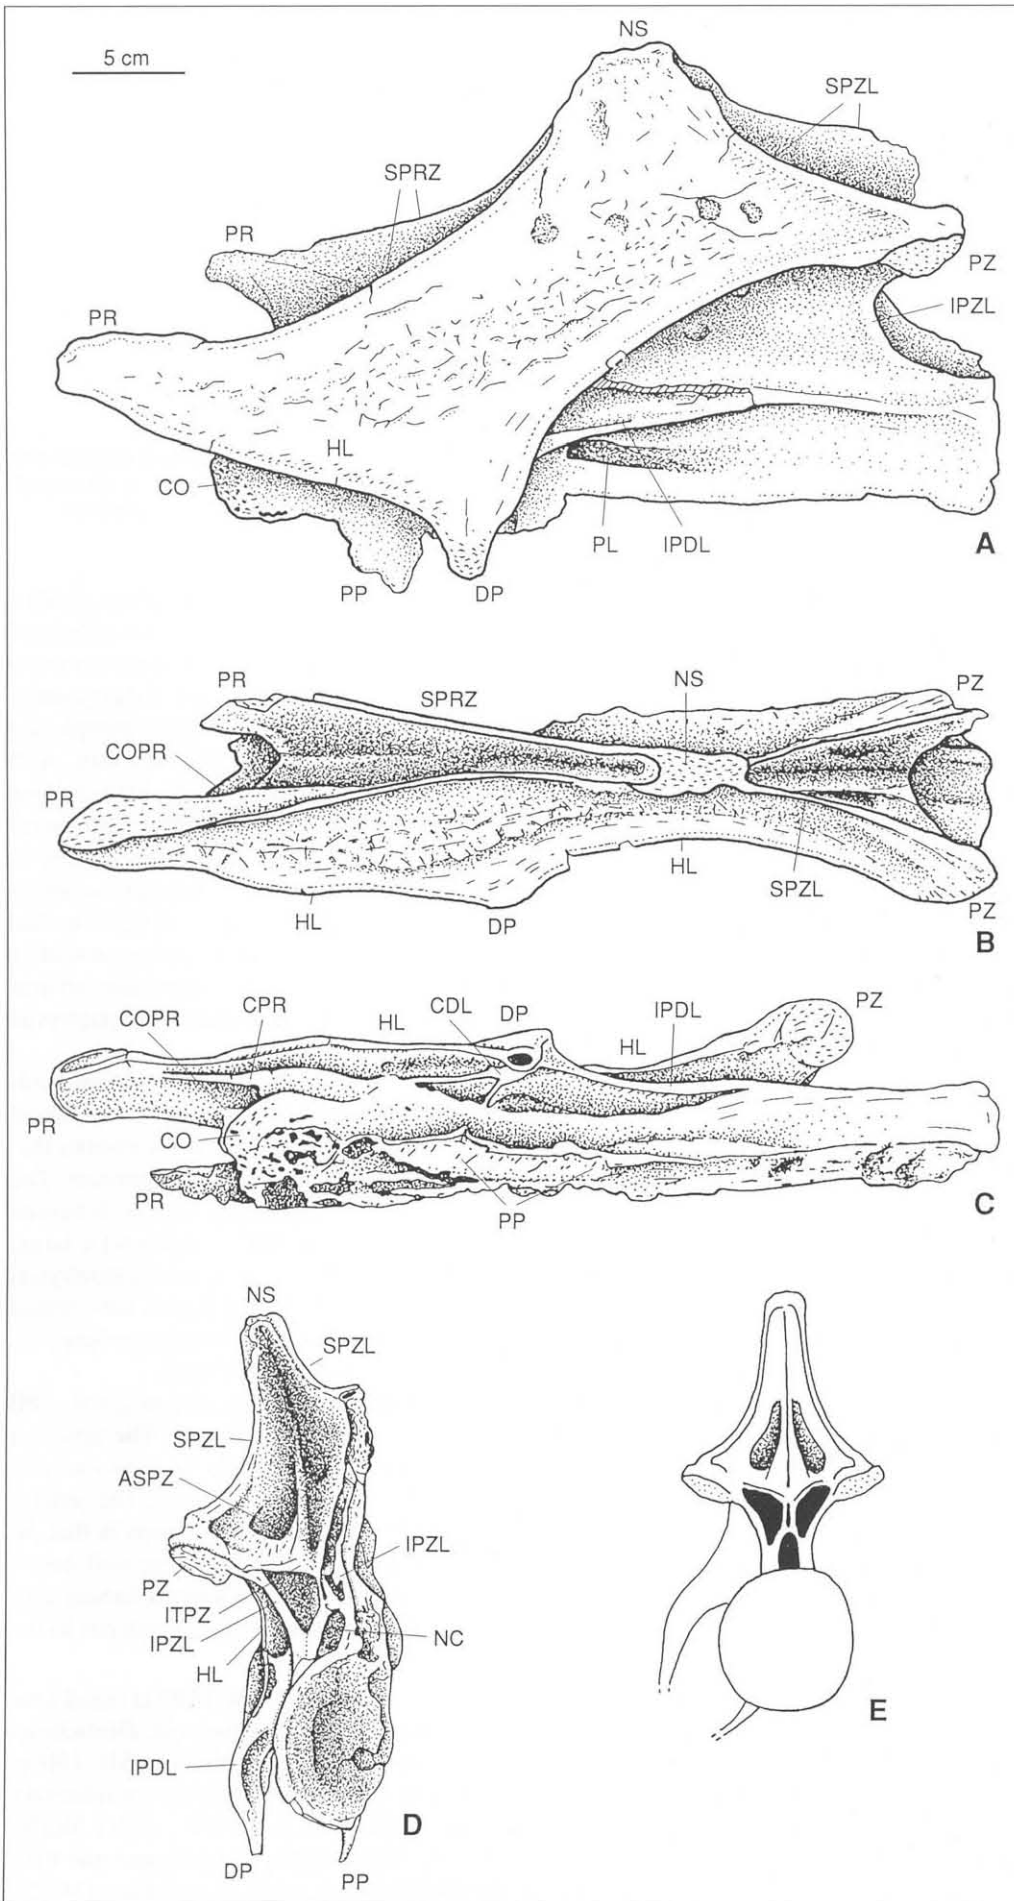 NS
5 cm
SPZL
SPRZ
PR
PZ
PR
IPZL
HL
CO
A
PL IPDL
PP DP
PR
NS
PZ
SPRZ
COPR
PR
HL
SPZL
HL
DP
PZ
B
COPR CPR HL CDL DP IPDL PZ
HL
PR
CO
PR
PP
C
NS
SPZL
SPZL
ASPZ
IPZL
PZ
ITPZ
IPZL
NC
HL
E
IPDL
D
DP
PP